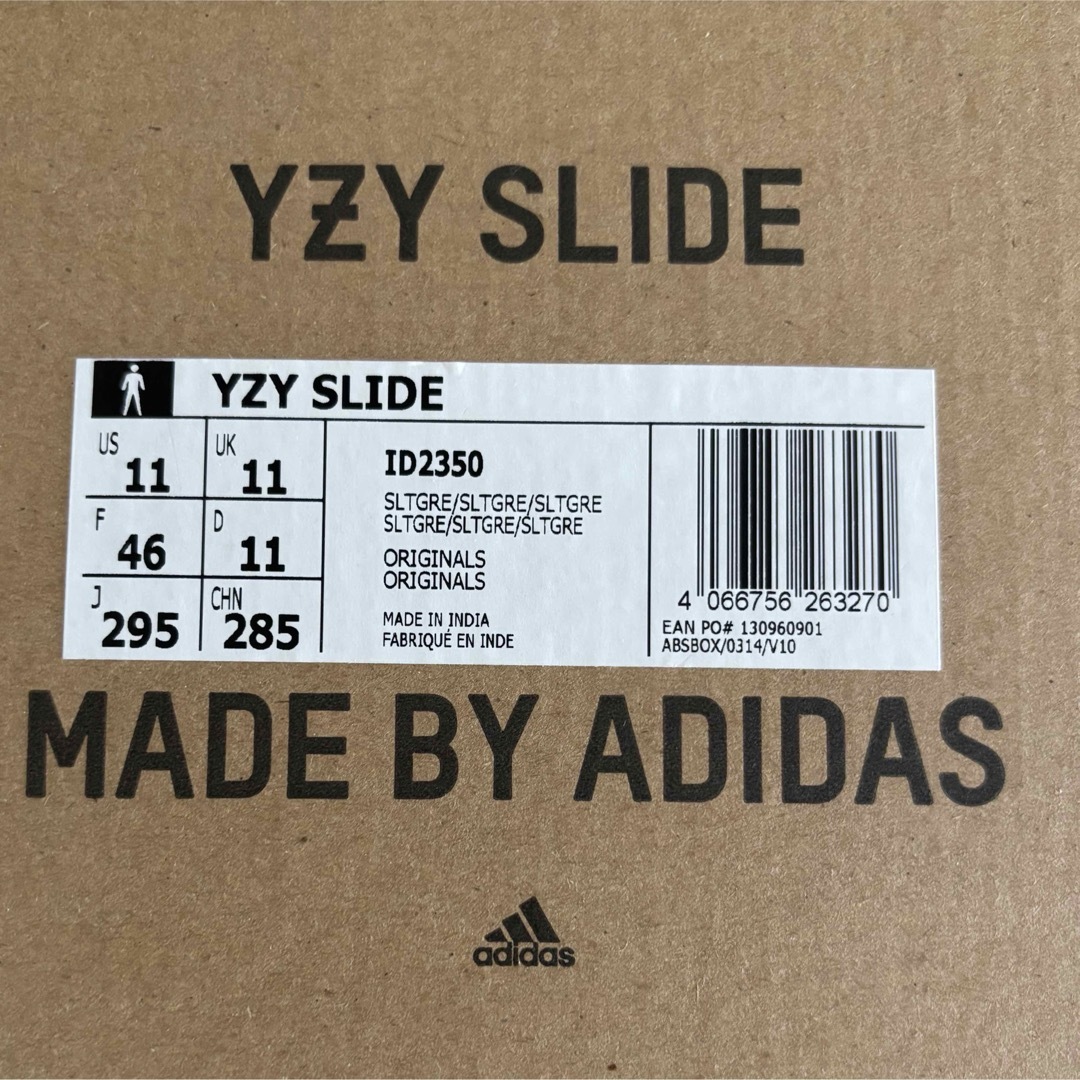 YZY SLIDE
YZY SLIDE
US 11 UK 11
F 46 D 11
J 295 CHN 285
ID2350
SLTGRE/SLTGRE/SLTGRE
SLTGRE/SLTGRE/SLTGRE
ORIGINALS
ORIGINALS
MADE IN INDIA
FABRIQUÉ EN INDE
4 066756 263270
EAN PO# 130960901
ABSBOX/0314/V10
MADE BY ADIDAS
adidas